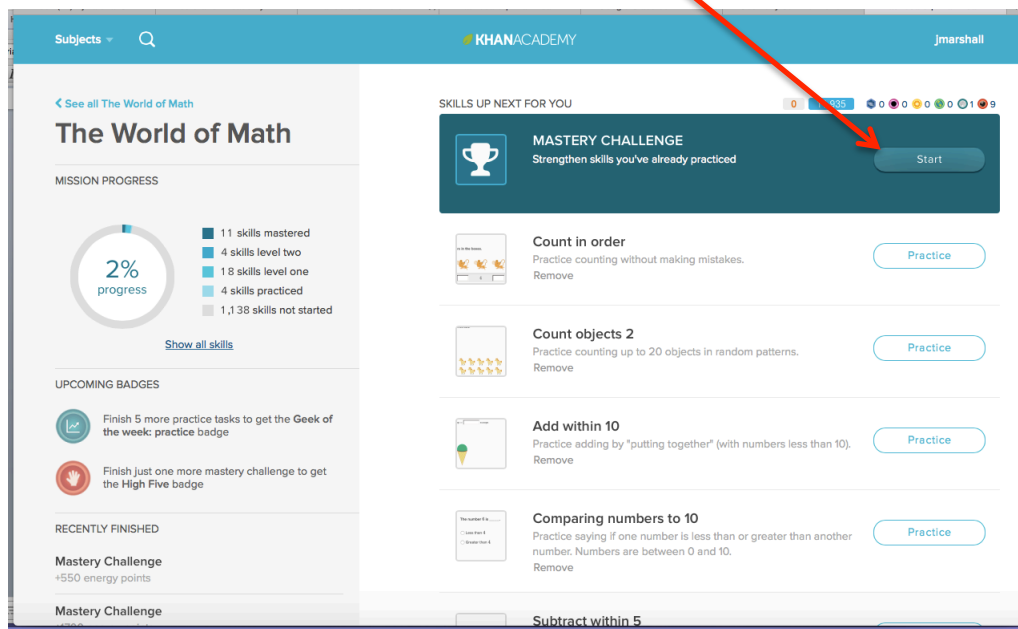 Subjects
KHANACADEMY
jmarshall
See all The World of Math
The World of Math
MISSION PROGRESS
2%
progress
11 skills mastered
4 skills level two
18 skills level one
4 skills practiced
1,138 skills not started
Show all skills
UPCOMING BADGES
Finish 5 more practice tasks to get the Geek of
the week: practice badge
Finish just one more mastery challenge to get
the High Five badge
RECENTLY FINISHED
Mastery Challenge
+550 energy points
Mastery Challenge
SKILLS UP NEXT FOR YOU
0
0 0 0 0 1 9
MASTERY CHALLENGE
Strengthen skills you've already practiced
Start
Count in order
Practice counting without making mistakes.
Remove
Practice
Count objects 2
Practice counting up to 20 objects in random patterns.
Remove
Practice
Add within 10
Practice adding by "putting together" (with numbers less than 10).
Remove
Practice
Comparing numbers to 10
Practice saying if one number is less than or greater than another
number. Numbers are between 0 and 10.
Remove
Practice
Subtract within 5